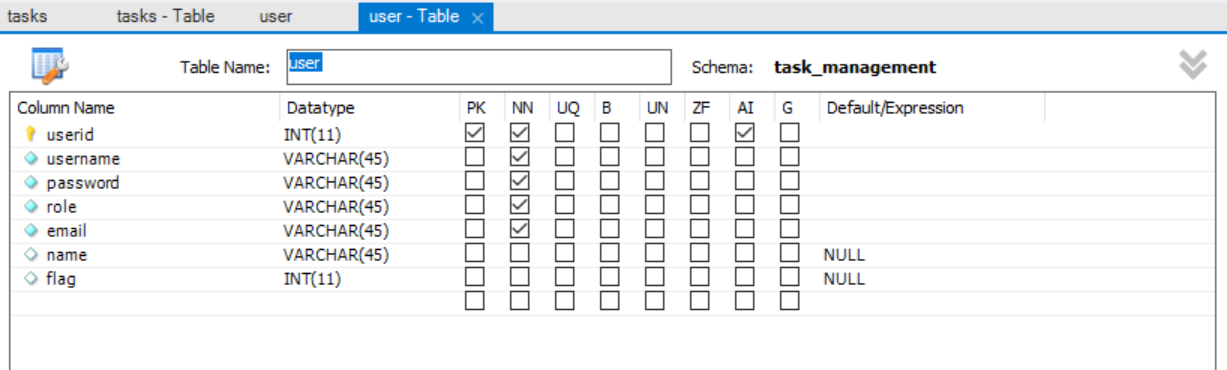 tasks tasks - Table user user - Table
Table Name: user Schema: task_management
Column Name Datatype PK NN UQ B UN ZF AI G Default/Expression
userid INT(11)
username VARCHAR(45)
password VARCHAR(45)
role VARCHAR(45)
email VARCHAR(45)
name VARCHAR(45) NULL
flag INT(11) NULL